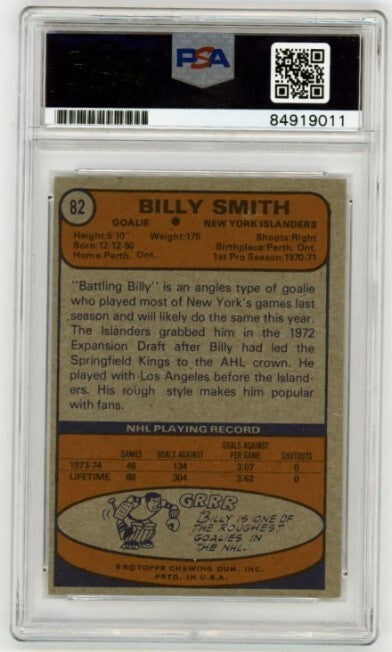 PSA
84919011
82
BILLY SMITH
GOALIE ● NEW YORK ISLANDERS
Height:5'10" Weight:175 Shoots:Right
Born:12-12-50 Birthplace:Perth, Ont.
Home:Perth, Ont. 1st Pro Season:1970-71
"Battling Billy" is an angles type of goalie
who played most of New York's games last
season and will likely do the same this year.
The Islanders grabbed him in the 1972
Expansion Draft after Billy had led the
Springfield Kings to the AHL crown. He
played with Los Angeles before the Island-
ers. His rough style makes him popular
with fans.
NHL PLAYING RECORD
GAMES GOALS AGAINST GOALS AGAINST PER GAME SHUTOUTS
1973-74 46 134 3.07 0
LIFETIME 88 304 3.62 0
GRRR
BILLY IS ONE OF
THE ROUGHEST
GOALIES IN
THE NHL.
**©TOPPS CHEWING GUM, INC.
PRTD. IN U.S.A.